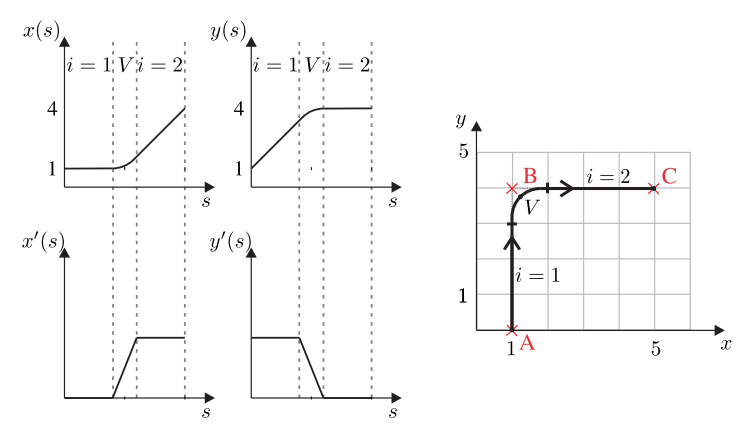 x(s)
i = 1 V i = 2
4
1
s
y(s)
i = 1 V i = 2
4
1
s
x′(s)
s
y′(s)
s
y
5
B
i = 2
C
V
i = 1
1
A
1
5
x